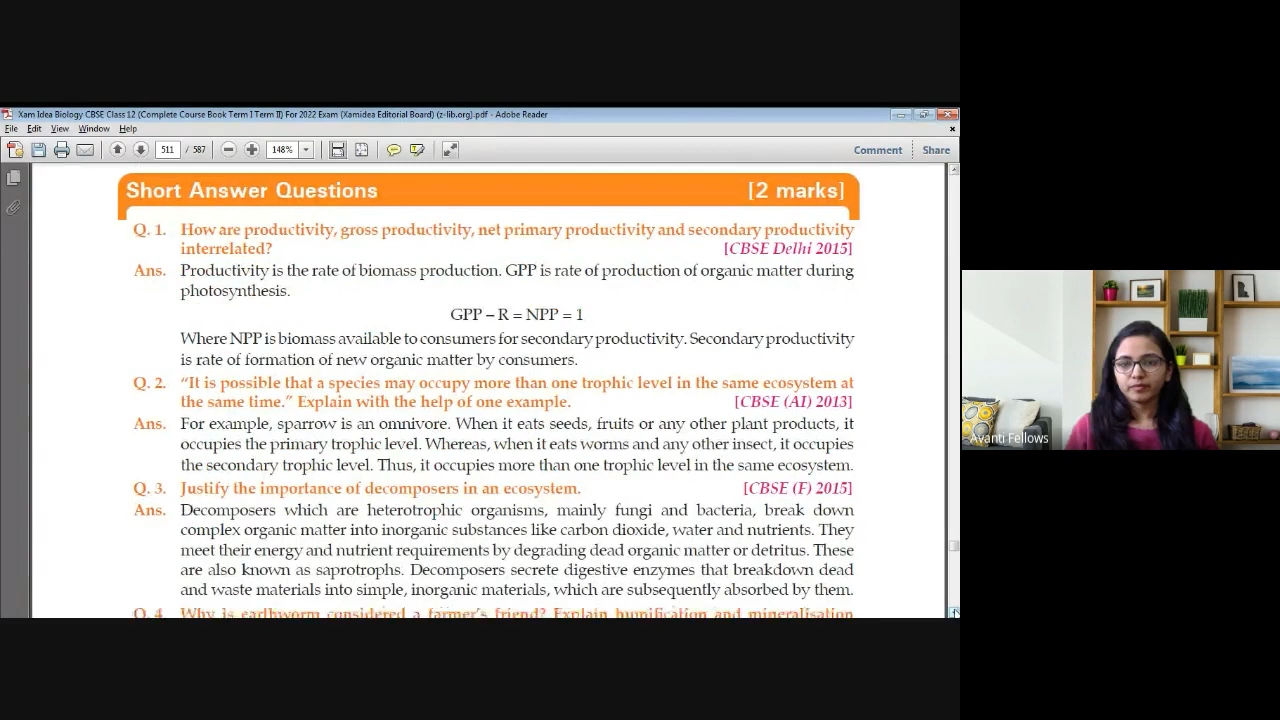 Xam Idea Biology CBSE Class 12 (Complete Course Book Term I Term II) For 2022 Exam (Xamidea Editorial Board) (z-lib.org).pdf - Adobe Reader
File Edit View Window Help
511 / 587 148% Comment Share
Short Answer Questions [2 marks]
Q. 1. How are productivity, gross productivity, net primary productivity and secondary productivity
interrelated? [CBSE Delhi 2015]
Ans. Productivity is the rate of biomass production. GPP is rate of production of organic matter during
photosynthesis.
GPP – R = NPP = 1
Where NPP is biomass available to consumers for secondary productivity. Secondary productivity
is rate of formation of new organic matter by consumers.
Q. 2. “It is possible that a species may occupy more than one trophic level in the same ecosystem at
the same time.” Explain with the help of one example. [CBSE (AI) 2013]
Ans. For example, sparrow is an omnivore. When it eats seeds, fruits or any other plant products, it
occupies the primary trophic level. Whereas, when it eats worms and any other insect, it occupies
the secondary trophic level. Thus, it occupies more than one trophic level in the same ecosystem.
Q. 3. Justify the importance of decomposers in an ecosystem. [CBSE (F) 2015]
Ans. Decomposers which are heterotrophic organisms, mainly fungi and bacteria, break down
complex organic matter into inorganic substances like carbon dioxide, water and nutrients. They
meet their energy and nutrient requirements by degrading dead organic matter or detritus. These
are also known as saprotrophs. Decomposers secrete digestive enzymes that breakdown dead
and waste materials into simple, inorganic materials, which are subsequently absorbed by them.
Q. 4. Why is earthworm considered a farmer's friend? Explain humification and mineralisation
Avanti Fellows